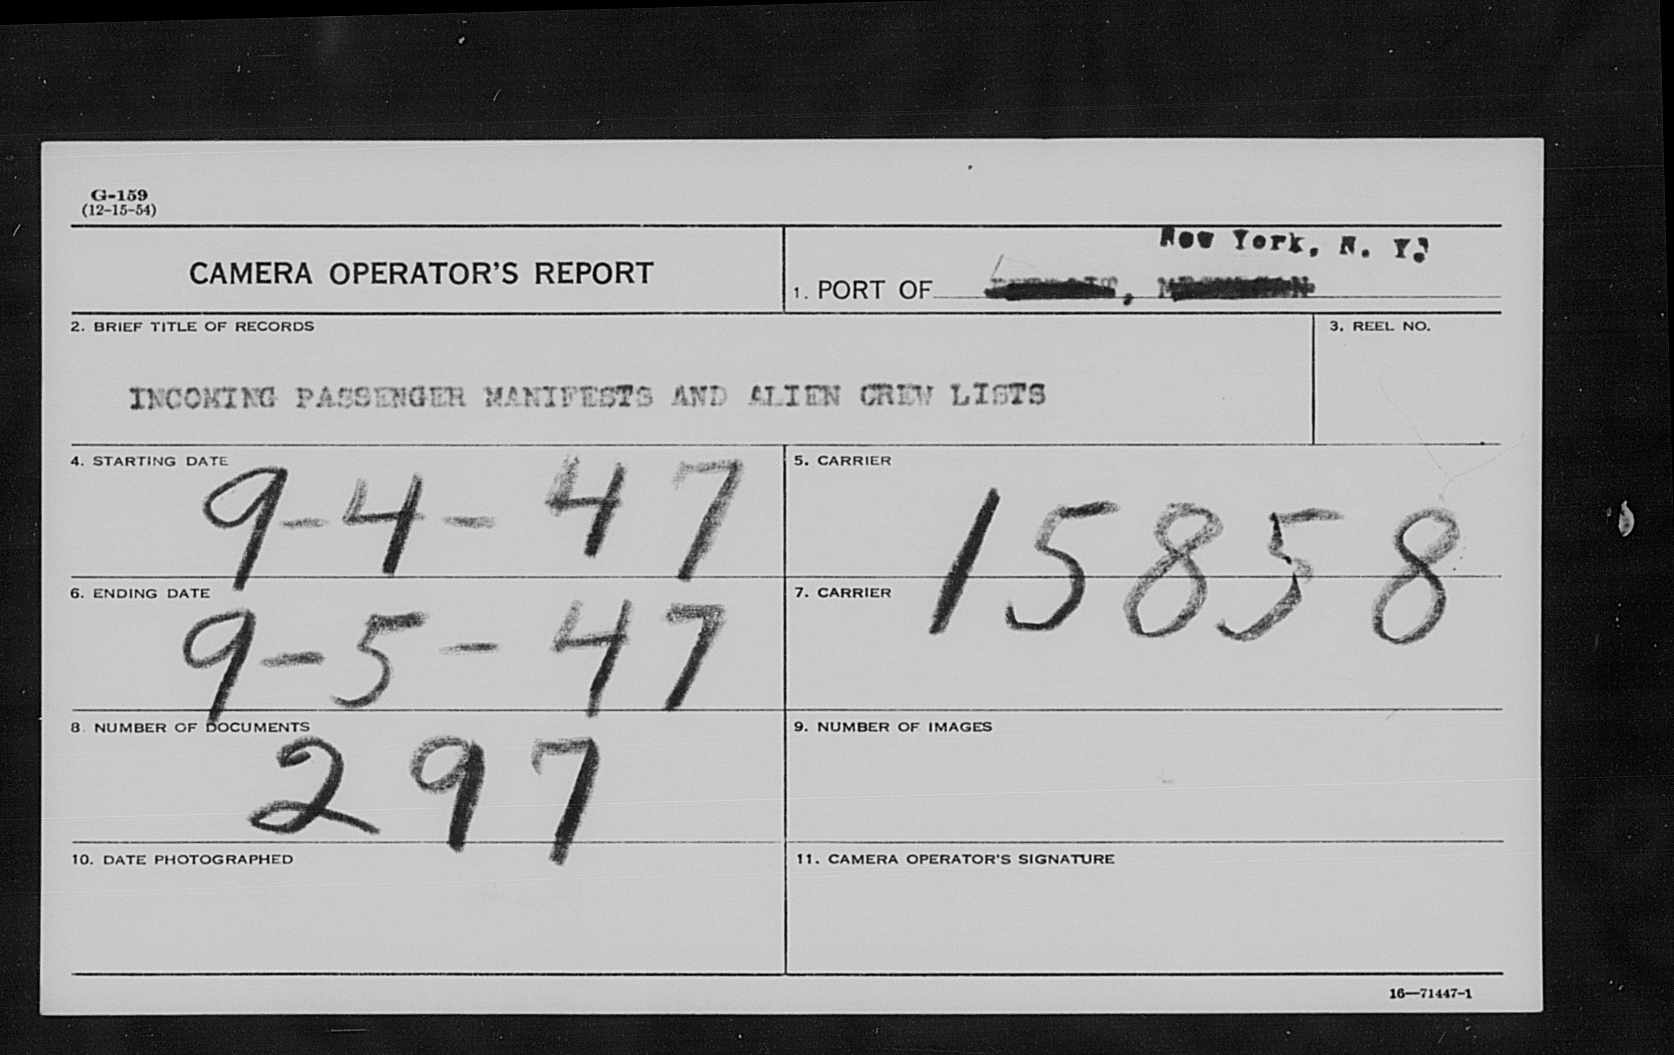 G-159
(12-15-54)
CAMERA OPERATOR'S REPORT
New York, N. Y.
1. PORT OF
2. BRIEF TITLE OF RECORDS
3. REEL NO.
INCOMING PASSENGER MANIFESTS AND ALIEN CREW LISTS
4. STARTING DATE
9-4-47
5. CARRIER
15858
6. ENDING DATE
9-5-47
7. CARRIER
8. NUMBER OF DOCUMENTS
297
9. NUMBER OF IMAGES
10. DATE PHOTOGRAPHED
11. CAMERA OPERATOR'S SIGNATURE
16—71447-1